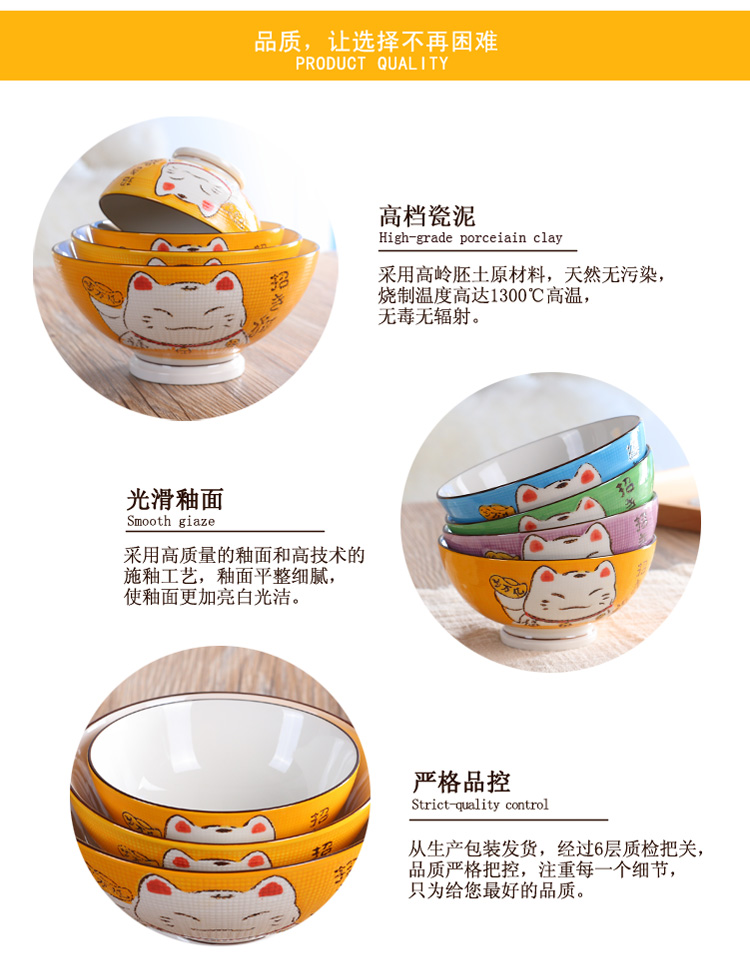 品质，让选择不再困难
PRODUCT QUALITY
高档瓷泥
High-grade porceiain clay
采用高岭胚土原材料，天然无污染，
烧制温度高达1300℃高温，
无毒无辐射。
招き
光滑釉面
Smooth giaze
采用高质量的釉面和高技术的
施釉工艺，釉面平整细腻，
使釉面更加亮白光洁。
招
招
严格品控
Strict-quality control
从生产包装发货，经过6层质检把关，
品质严格把控，注重每一个细节，
只为给您最好的品质。
招
招